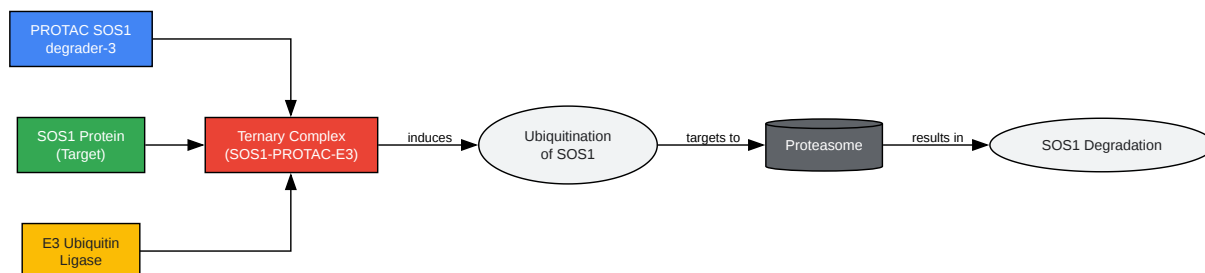 PROTAC SOS1
degrader-3
SOS1 Protein
(Target)
E3 Ubiquitin
Ligase
Ternary Complex
(SOS1-PROTAC-E3)
induces
Ubiquitination
of SOS1
targets to
Proteasome
results in
SOS1 Degradation